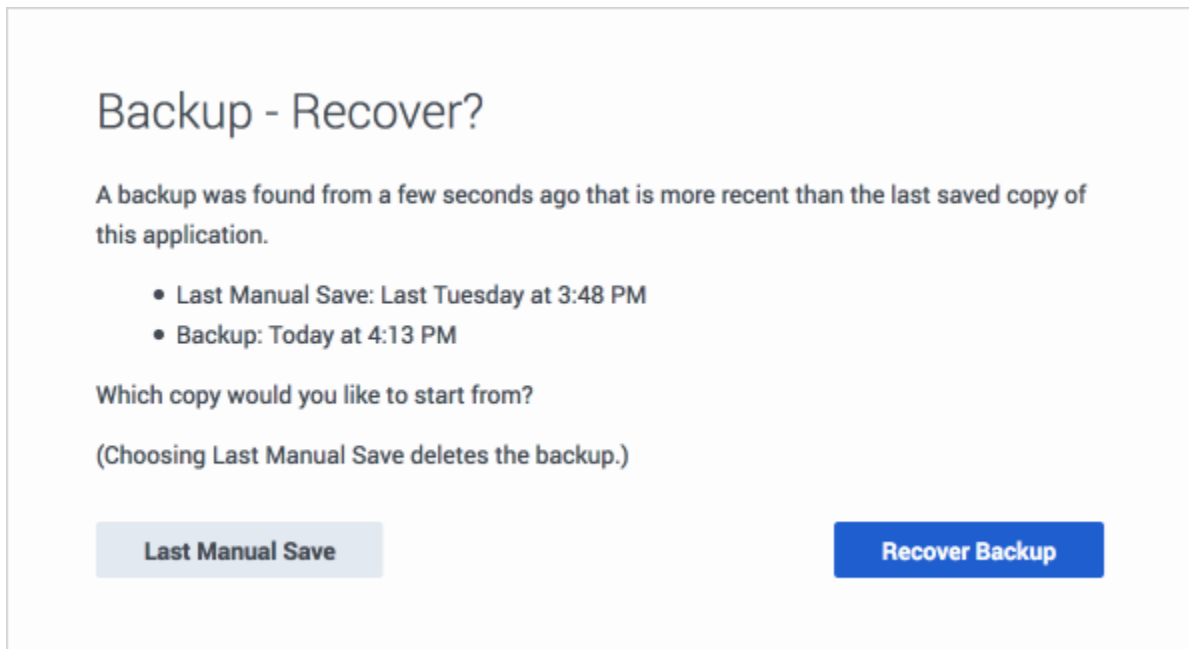 Backup - Recover?
A backup was found from a few seconds ago that is more recent than the last saved copy of
this application.
• Last Manual Save: Last Tuesday at 3:48 PM
• Backup: Today at 4:13 PM
Which copy would you like to start from?
(Choosing Last Manual Save deletes the backup.)
Last Manual Save
Recover Backup